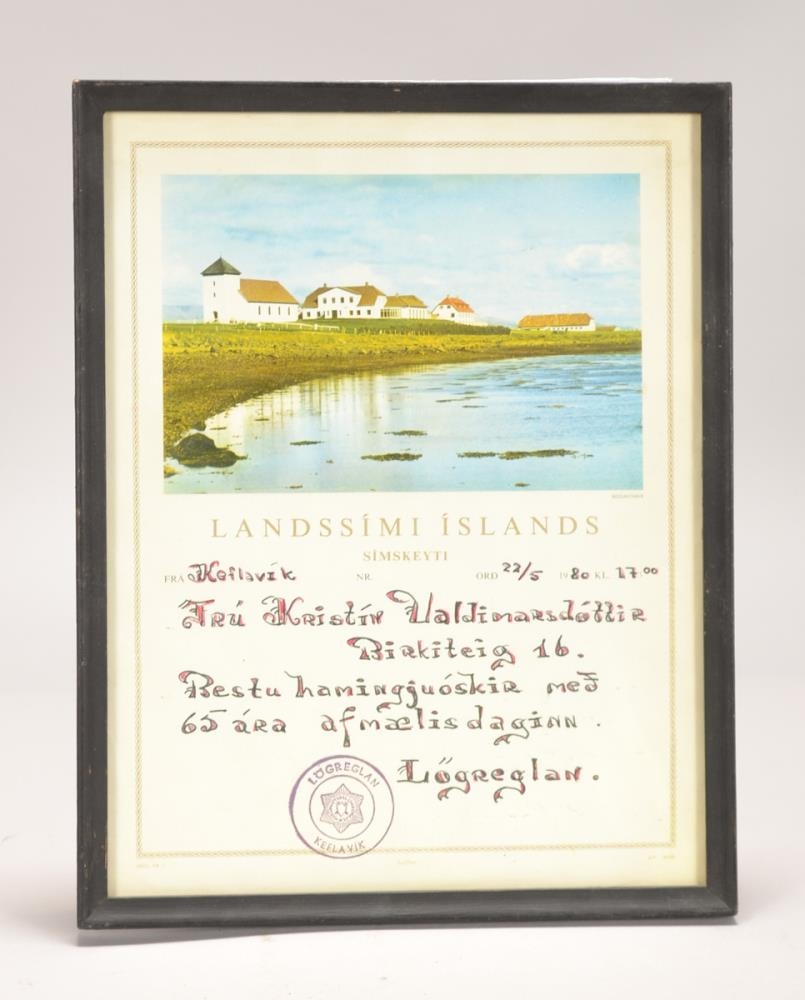 BESSASTAÐIR
LANDSSÍMI ÍSLANDS
SÍMSKEYTI
FRÁ Keflavík NR. ORÐ 22/5 1980 KL. 17:00
Frú Kristín Valdimarsdóttir
Birkiteig 16.
Bestu hamingjuóskir með
65 ára afmælisdaginn.
Lögreglan.
LÖGREGLAN
KEFLAVÍK